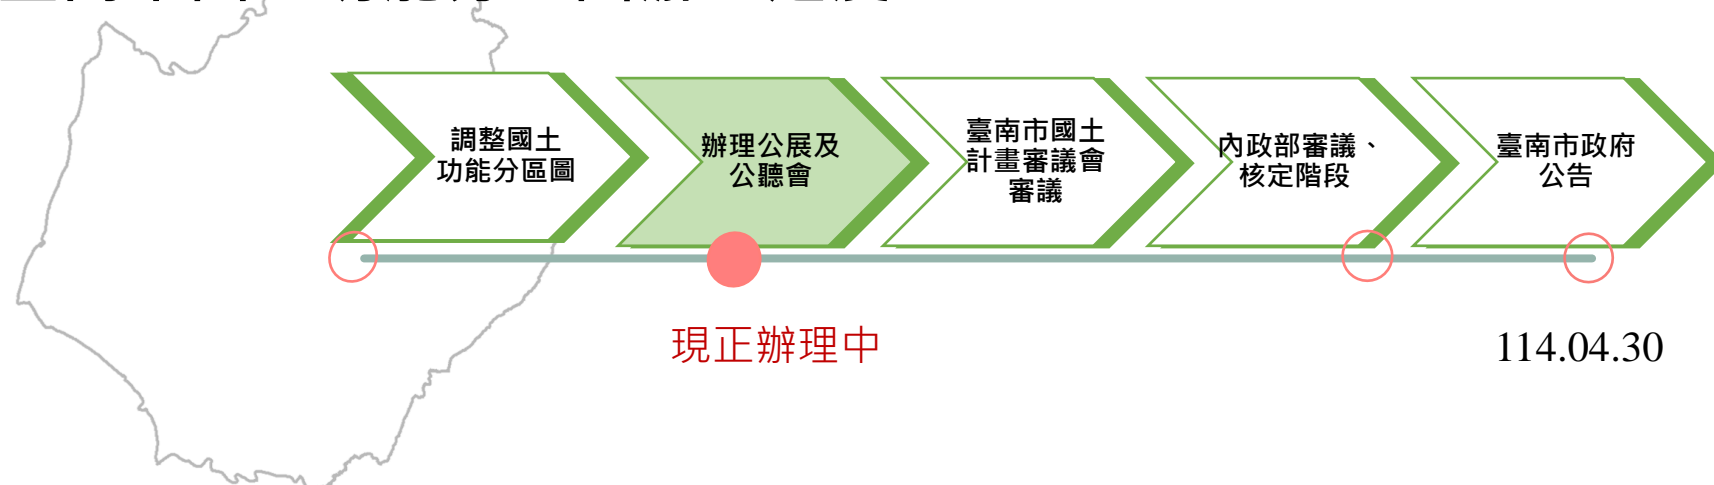 調整國土
功能分區圖
辦理公展及
公聽會
臺南市國土
計畫審議會
審議
內政部審議、
核定階段
臺南市政府
公告
現正辦理中
114.04.30